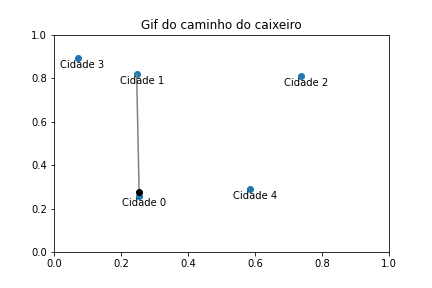 Gif do caminho do caixeiro
1.0
Cidade 3
Cidade 1
Cidade 2
0.8
0.6
0.4
Cidade 4
Cidade 0
0.2
0.0
0.0 0.2 0.4 0.6 0.8 1.0